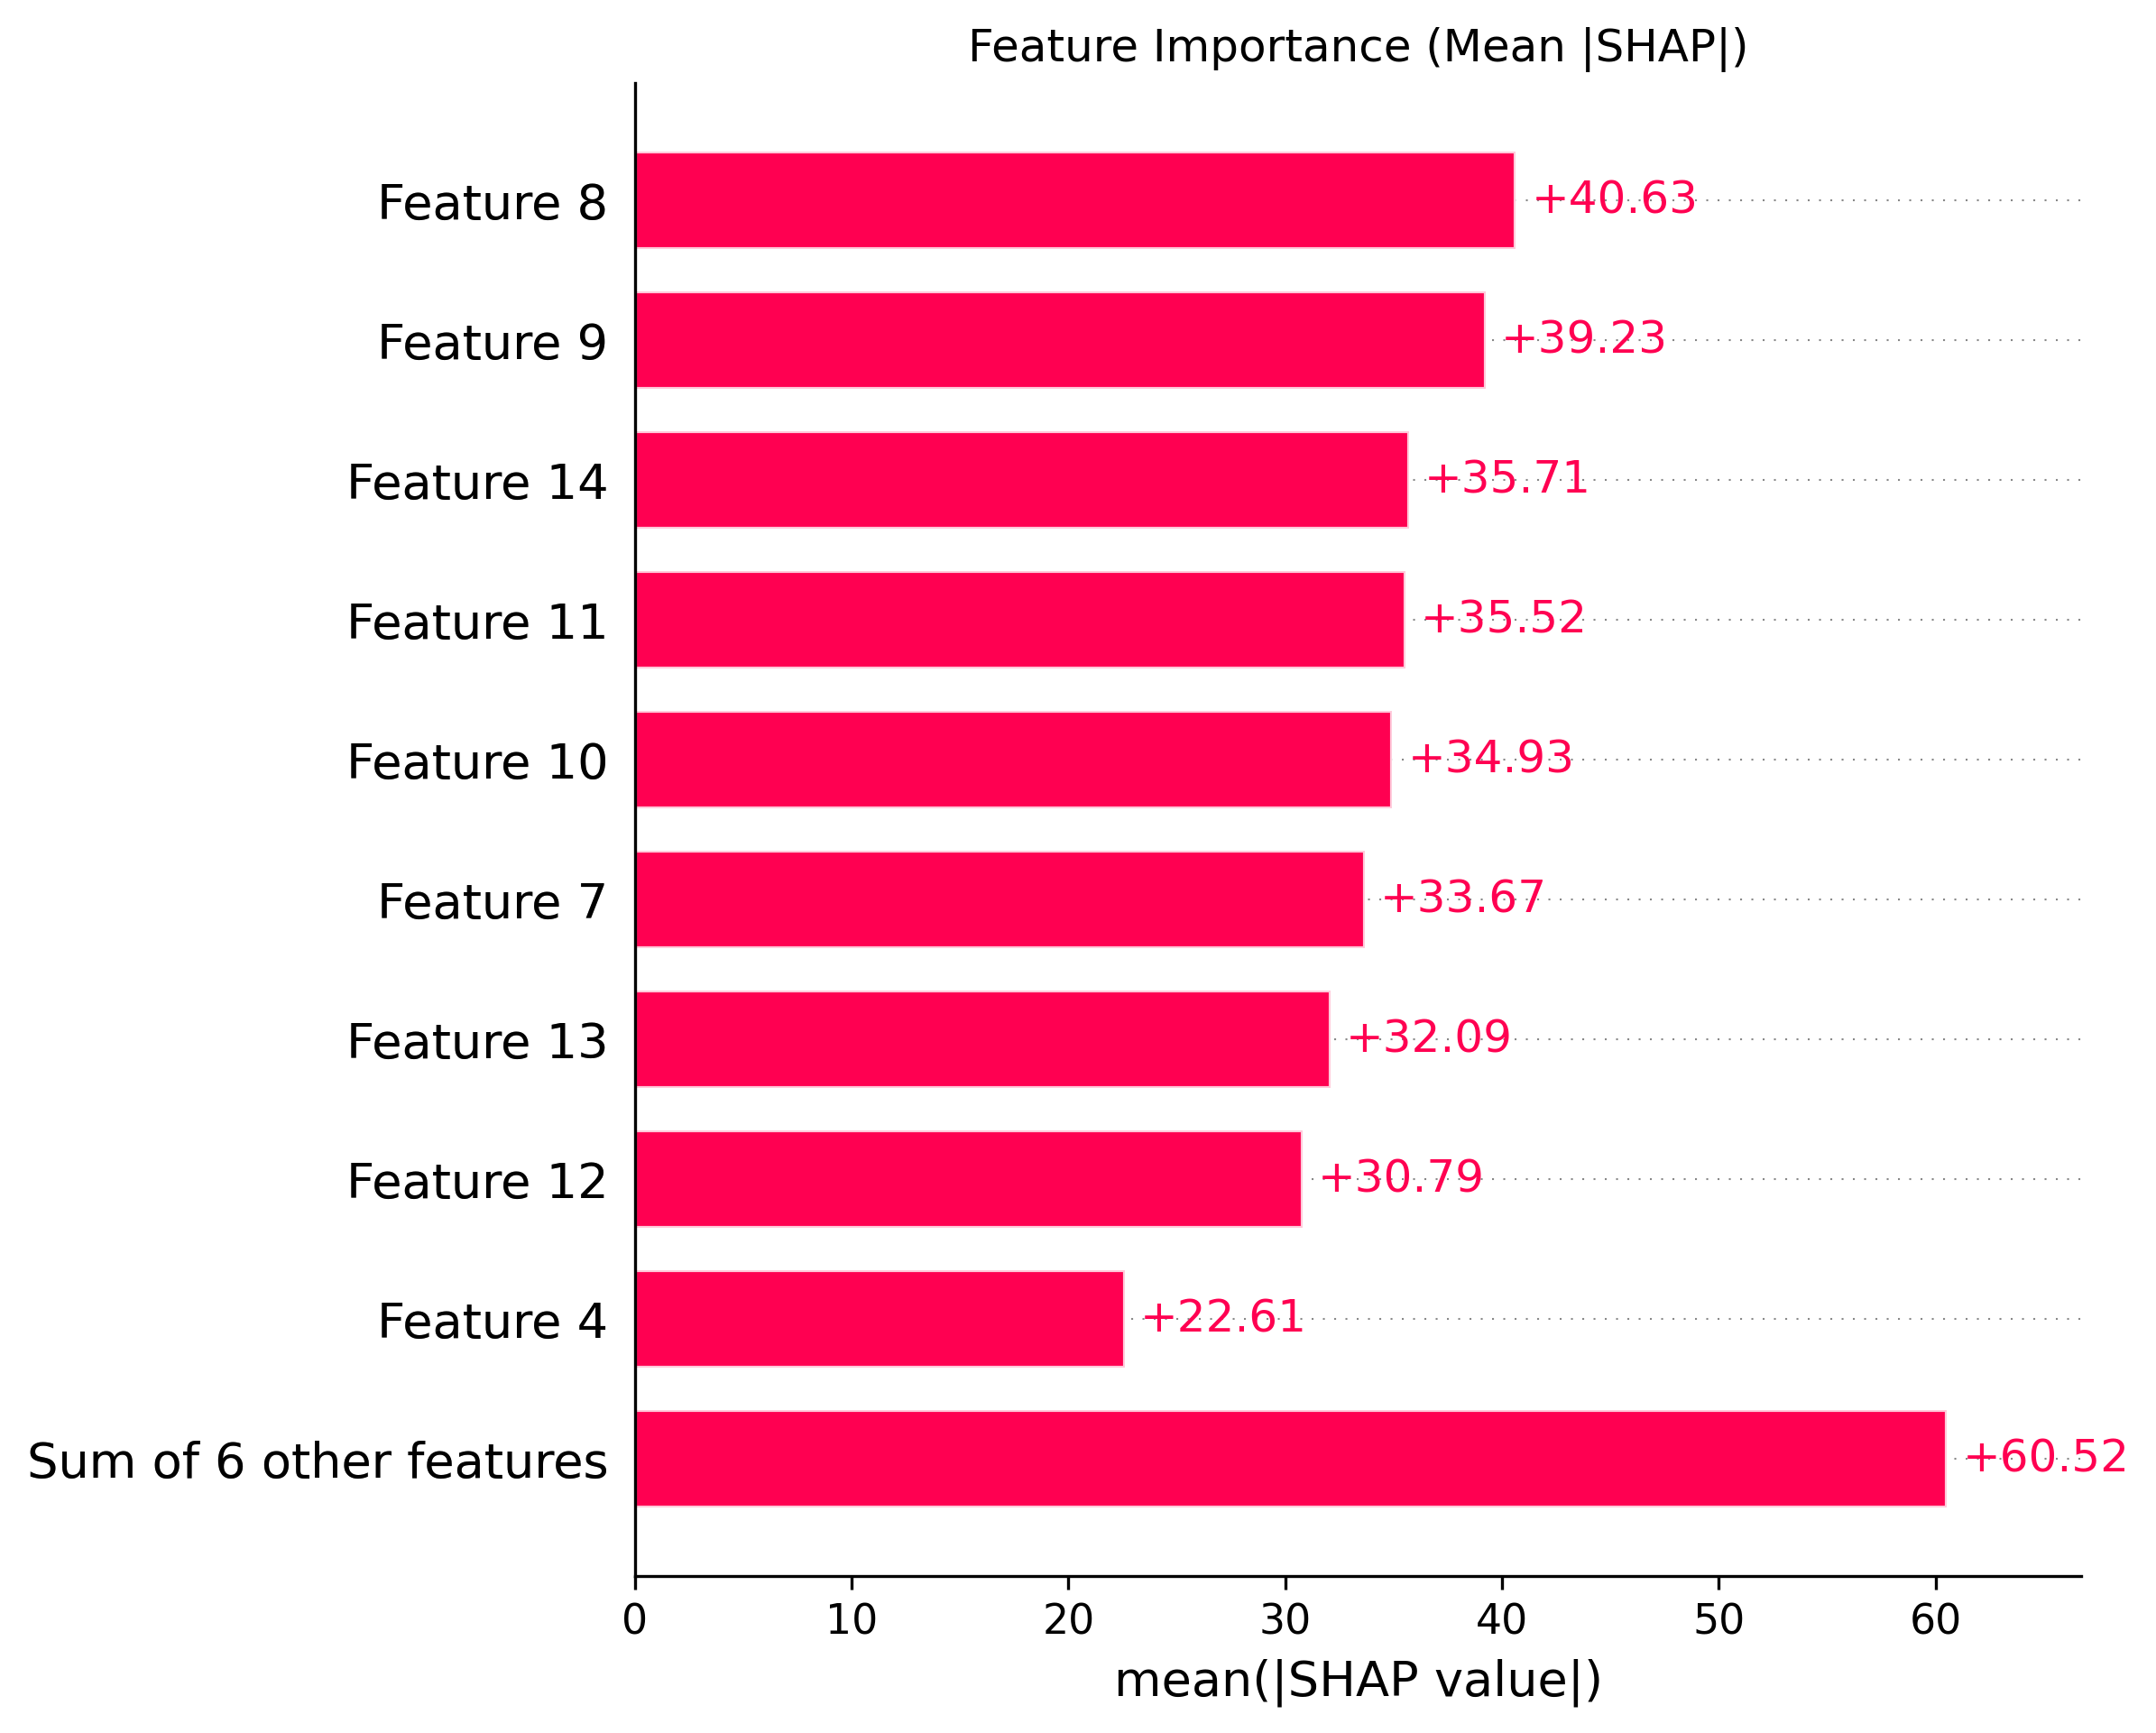 Feature Importance (Mean |SHAP|)
Feature 8 +40.63
Feature 9 +39.23
Feature 14 +35.71
Feature 11 +35.52
Feature 10 +34.93
Feature 7 +33.67
Feature 13 +32.09
Feature 12 +30.79
Feature 4 +22.61
Sum of 6 other features +60.52
0 10 20 30 40 50 60
mean(|SHAP value|)